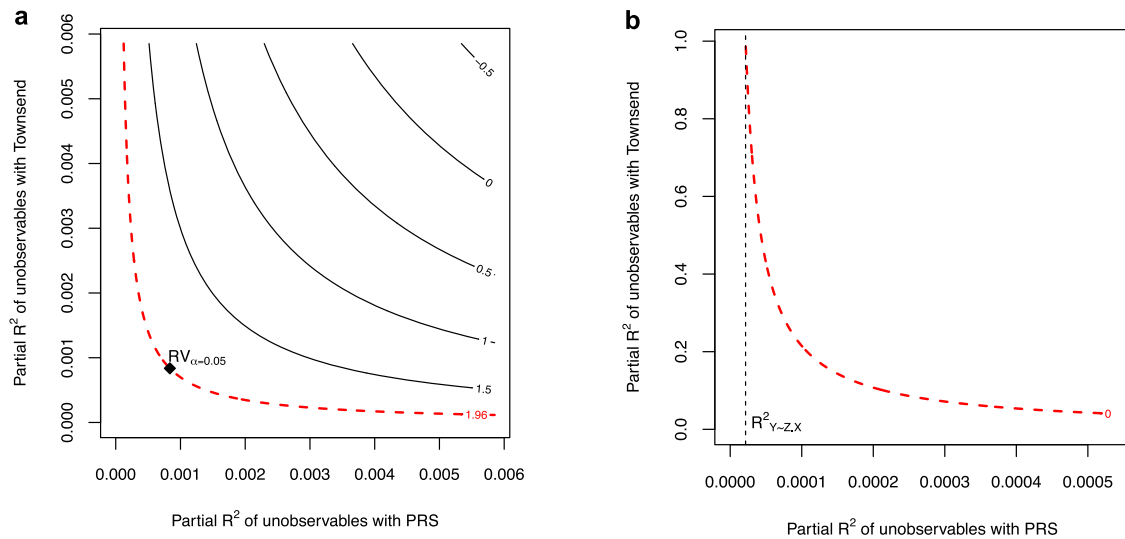 a
Partial R² of unobservables with Townsend
0.006
0.005
0.004
0.003
0.002
0.001
0.000
-0.5
0
0.5
1
1.5
1.96
RVα=0.05
0.000 0.001 0.002 0.003 0.004 0.005 0.006
Partial R² of unobservables with PRS
b
Partial R² of unobservables with Townsend
1.0
0.8
0.6
0.4
0.2
0.0
0
R²Y~Z.X
0.0000 0.0001 0.0002 0.0003 0.0004 0.0005
Partial R² of unobservables with PRS